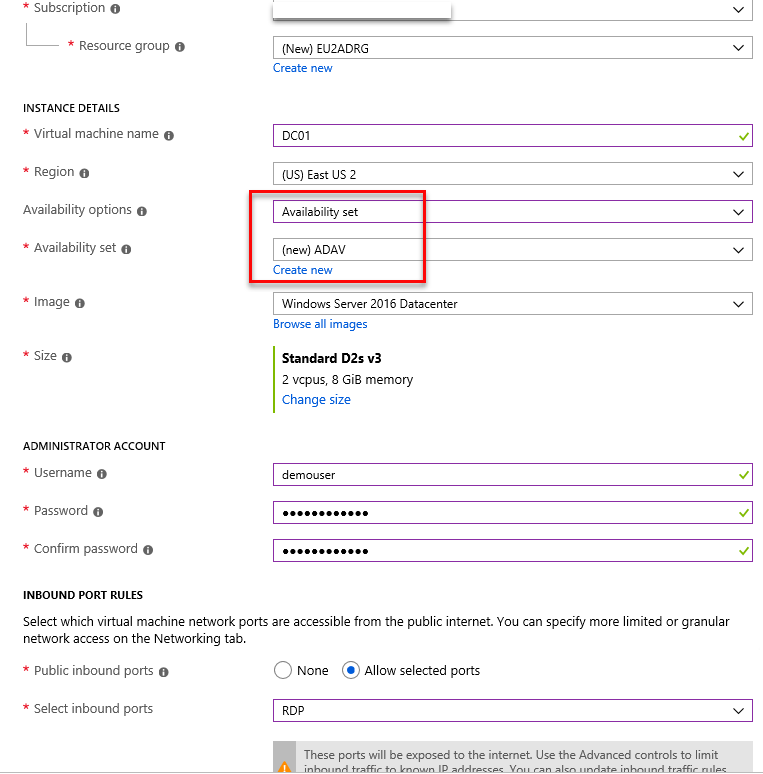 * Subscription
* Resource group
(New) EU2ADRG
Create new
INSTANCE DETAILS
* Virtual machine name
DC01
* Region
(US) East US 2
Availability options
Availability set
* Availability set
(new) ADAV
Create new
* Image
Windows Server 2016 Datacenter
Browse all images
* Size
Standard D2s v3
2 vcpus, 8 GiB memory
Change size
ADMINISTRATOR ACCOUNT
* Username
demouser
* Password
••••••••••••
* Confirm password
••••••••••••
INBOUND PORT RULES
Select which virtual machine network ports are accessible from the public internet. You can specify more limited or granular
network access on the Networking tab.
* Public inbound ports
None
Allow selected ports
* Select inbound ports
RDP
These ports will be exposed to the internet. Use the Advanced controls to limit
inbound traffic to known IP addresses. You can also update inbound traffic rules